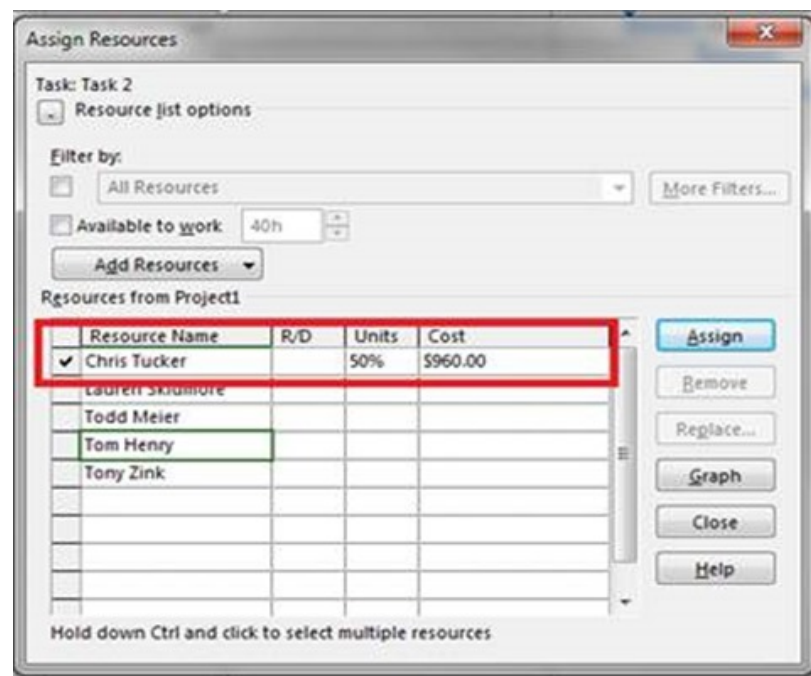 Assign Resources
Task: Task 2
Resource list options
Filter by:
All Resources
More Filters...
Available to work 40h
Add Resources
Resources from Project1
Resource Name R/D Units Cost
Assign
Chris Tucker 50% $960.00
Lauren Skidmore
Remove
Todd Meier
Replace...
Tom Henry
Tony Zink
Graph
Close
Help
Hold down Ctrl and click to select multiple resources